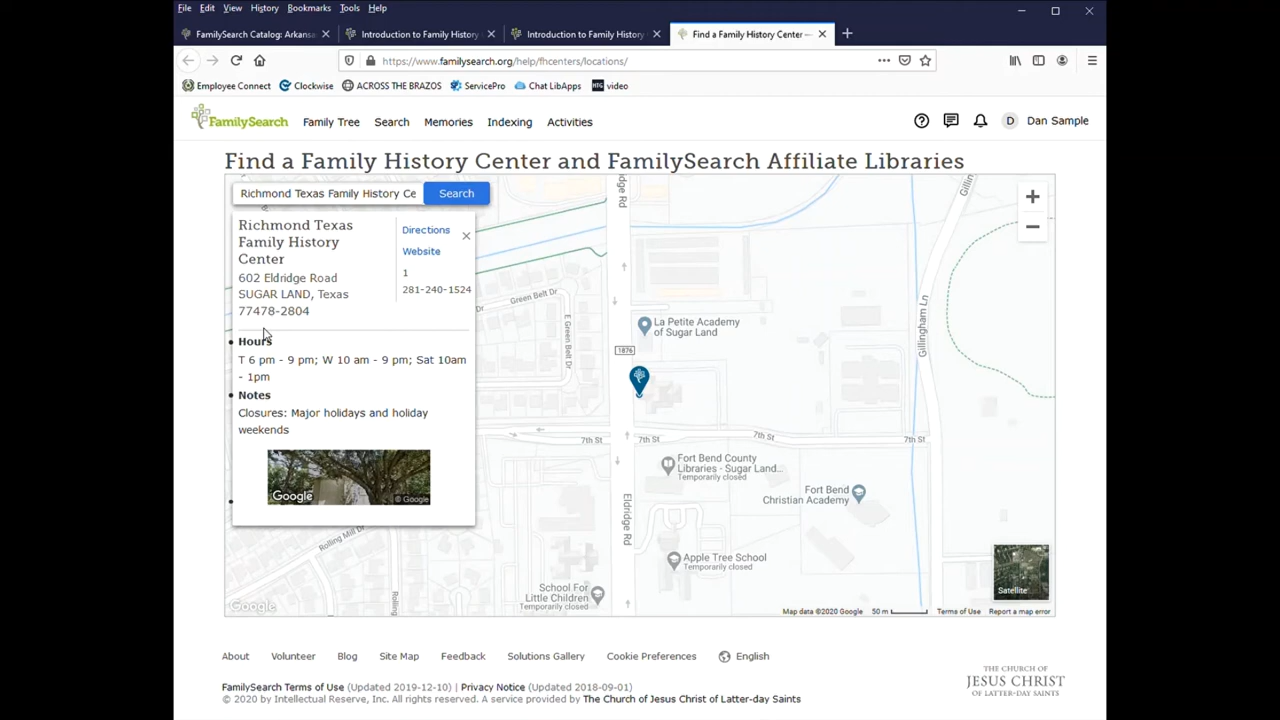 File Edit View History Bookmarks Tools Help
FamilySearch Catalog: Arkansa
Introduction to Family History
Introduction to Family History
Find a Family History Center —
https://www.familysearch.org/help/fhcenters/locations/
Employee Connect Clockwise ACROSS THE BRAZOS ServicePro Chat LibApps HTG video
FamilySearch Family Tree Search Memories Indexing Activities
D Dan Sample
Find a Family History Center and FamilySearch Affiliate Libraries
Richmond Texas Family History Ce
Search
Richmond Texas
Family History
Center
602 Eldridge Road
SUGAR LAND, Texas
77478-2804
Directions
Website
1
281-240-1524
Hours
T 6 pm - 9 pm; W 10 am - 9 pm; Sat 10am
- 1pm
Notes
Closures: Major holidays and holiday
weekends
Google
© Google
Green Belt Dr
E Green Belt Dr
La Petite Academy
of Sugar Land
1876
Gillingham Ln
7th St
7th St
7th St
7th St
Fort Bend County
Libraries - Sugar Land...
Temporarily closed
Fort Bend
Christian Academy
Eldridge Rd
Apple Tree School
Temporarily closed
School For
Little Children
Temporarily closed
Rolling Mill Dr
Rolling
Satellite
Google
Map data ©2020 Google 50 m Terms of Use Report a map error
About Volunteer Blog Site Map Feedback Solutions Gallery Cookie Preferences English
FamilySearch Terms of Use (Updated 2019-12-10) | Privacy Notice (Updated 2018-09-01)
© 2020 by Intellectual Reserve, Inc. All rights reserved. A service provided by The Church of Jesus Christ of Latter-day Saints
THE CHURCH OF
JESUS CHRIST
OF LATTER-DAY SAINTS